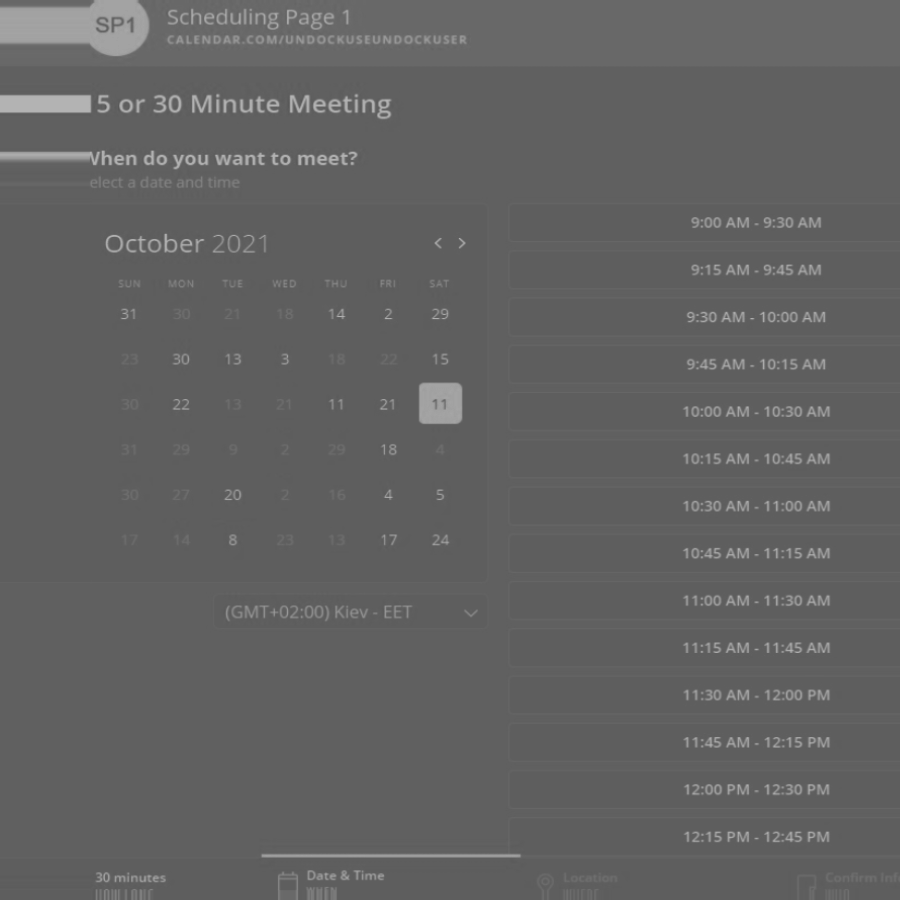 SP1
Scheduling Page 1
CALENDAR.COM/UNDOCKUSEUNDOCKUSER
5 or 30 Minute Meeting
When do you want to meet?
elect a date and time
October 2021
SUN MON TUE WED THU FRI SAT
31 30 21 18 14 2 29
23 30 13 3 18 22 15
30 22 13 21 11 21 11
31 29 9 2 29 18 4
30 27 20 2 16 4 5
17 14 8 23 13 17 24
(GMT+02:00) Kiev - EET
9:00 AM - 9:30 AM
9:15 AM - 9:45 AM
9:30 AM - 10:00 AM
9:45 AM - 10:15 AM
10:00 AM - 10:30 AM
10:15 AM - 10:45 AM
10:30 AM - 11:00 AM
10:45 AM - 11:15 AM
11:00 AM - 11:30 AM
11:15 AM - 11:45 AM
11:30 AM - 12:00 PM
11:45 AM - 12:15 PM
12:00 PM - 12:30 PM
12:15 PM - 12:45 PM
30 minutes
Date & Time
WHEN
Location
WHERE
Confirm Inf